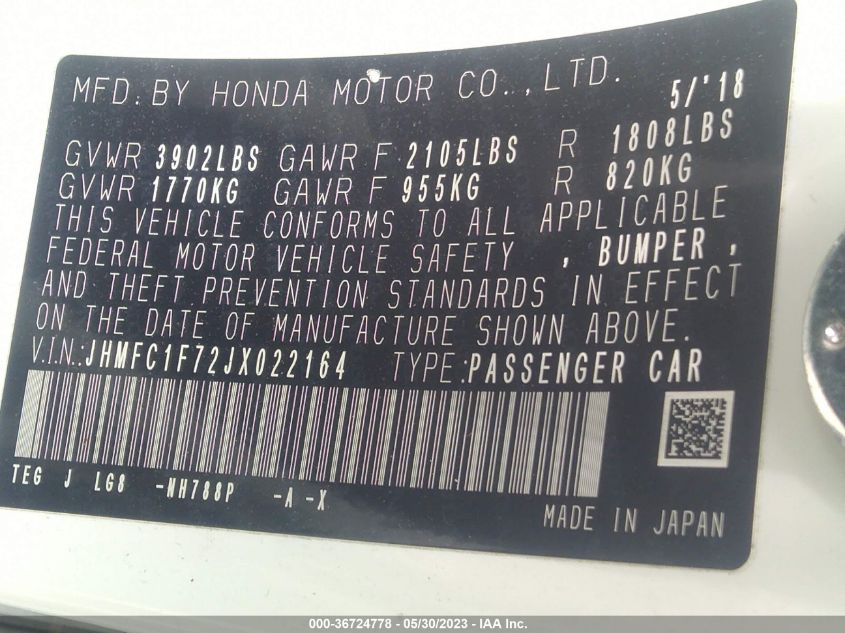 MFD. BY HONDA MOTOR CO., LTD. 5/'18
GVWR 3902LBS GAWR F 2105LBS R 1808LBS
GVWR 1770KG GAWR F 955KG R 820KG
THIS VEHICLE CONFORMS TO ALL APPLICABLE
FEDERAL MOTOR VEHICLE SAFETY , BUMPER ,
AND THEFT PREVENTION STANDARDS IN EFFECT
ON THE DATE OF MANUFACTURE SHOWN ABOVE.
V.I.N.: JHMFC1F72JX022164 TYPE: PASSENGER CAR
TEG J LG8 -NH788P -A -X
MADE IN JAPAN
000-36724778 - 05/30/2023 - IAA Inc.